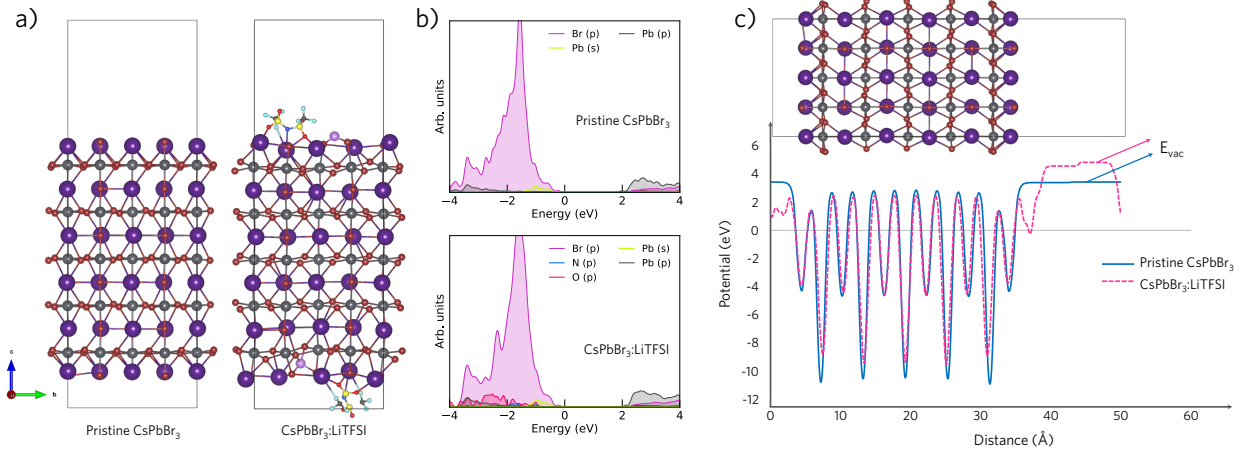 a)
c
b
Pristine CsPbBr3
CsPbBr3:LiTFSI
b)
Arb. units
Br (p)
Pb (s)
Pb (p)
Pristine CsPbBr3
−4 −2 0 2 4
Energy (eV)
Arb. units
Br (p)
N (p)
O (p)
Pb (s)
Pb (p)
CsPbBr3:LiTFSI
−4 −2 0 2 4
Energy (eV)
c)
Evac
Potential (eV)
6
4
2
0
-2
-4
-6
-8
-10
-12
Pristine CsPbBr3
CsPbBr3:LiTFSI
0 10 20 30 40 50 60
Distance (Å)